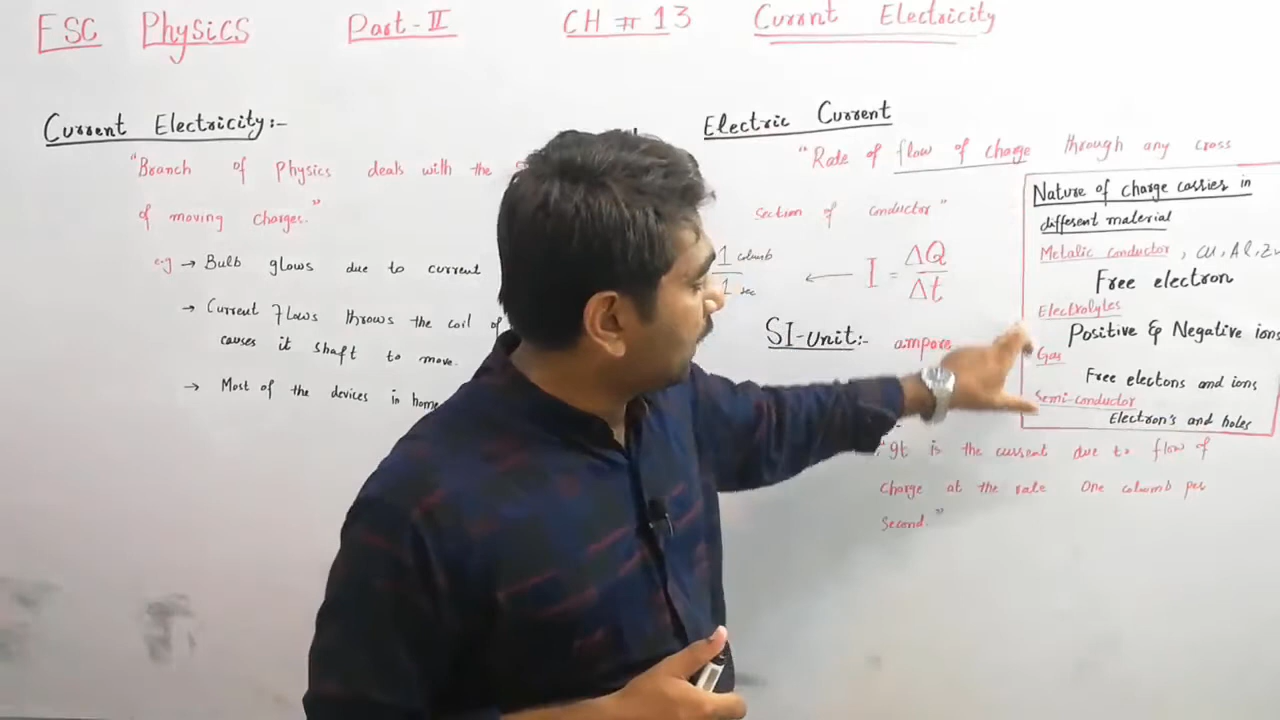 FSC Physics Part-II CH # 13 Current Electricity
Current Electricity:-
"Branch of Physics deals with the
of moving charges."
e.g → Bulb glows due to current
→ Current Flows throws the coil of
causes it shaft to move.
→ Most of the devices in home
Electric Current
"Rate of flow of charge through any cross
section of conductor"
1 columb
1 sec
← I = ΔQ
Δt
SI-Unit:- ampere
"It is the current due to flow of
charge at the rate One columb per
Second."
Nature of charge carries in
different material
Metalic conductor, Cu, Al, Zn
Free electron
Electrolytes
Positive & Negative ions
Gas
Free electons and ions
Semi-conductor
Electron's and holes